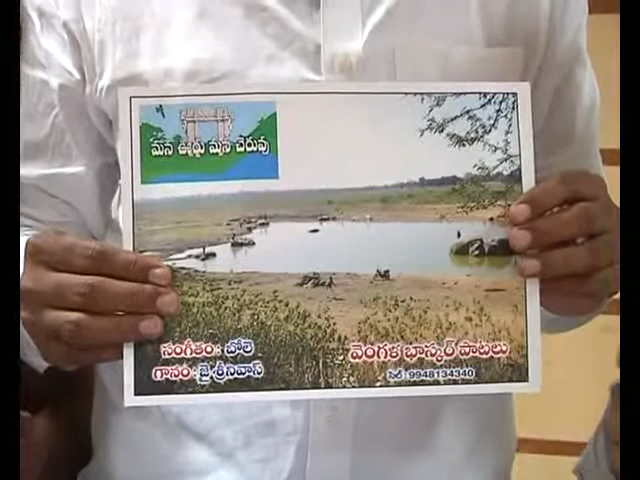 మన ఊరు మన చెరువు
సంగీతం : బోలె
గానం : జైశ్రీనివాస్
వెంగళ భాస్కర్ పాటలు
సెల్: 9948134340